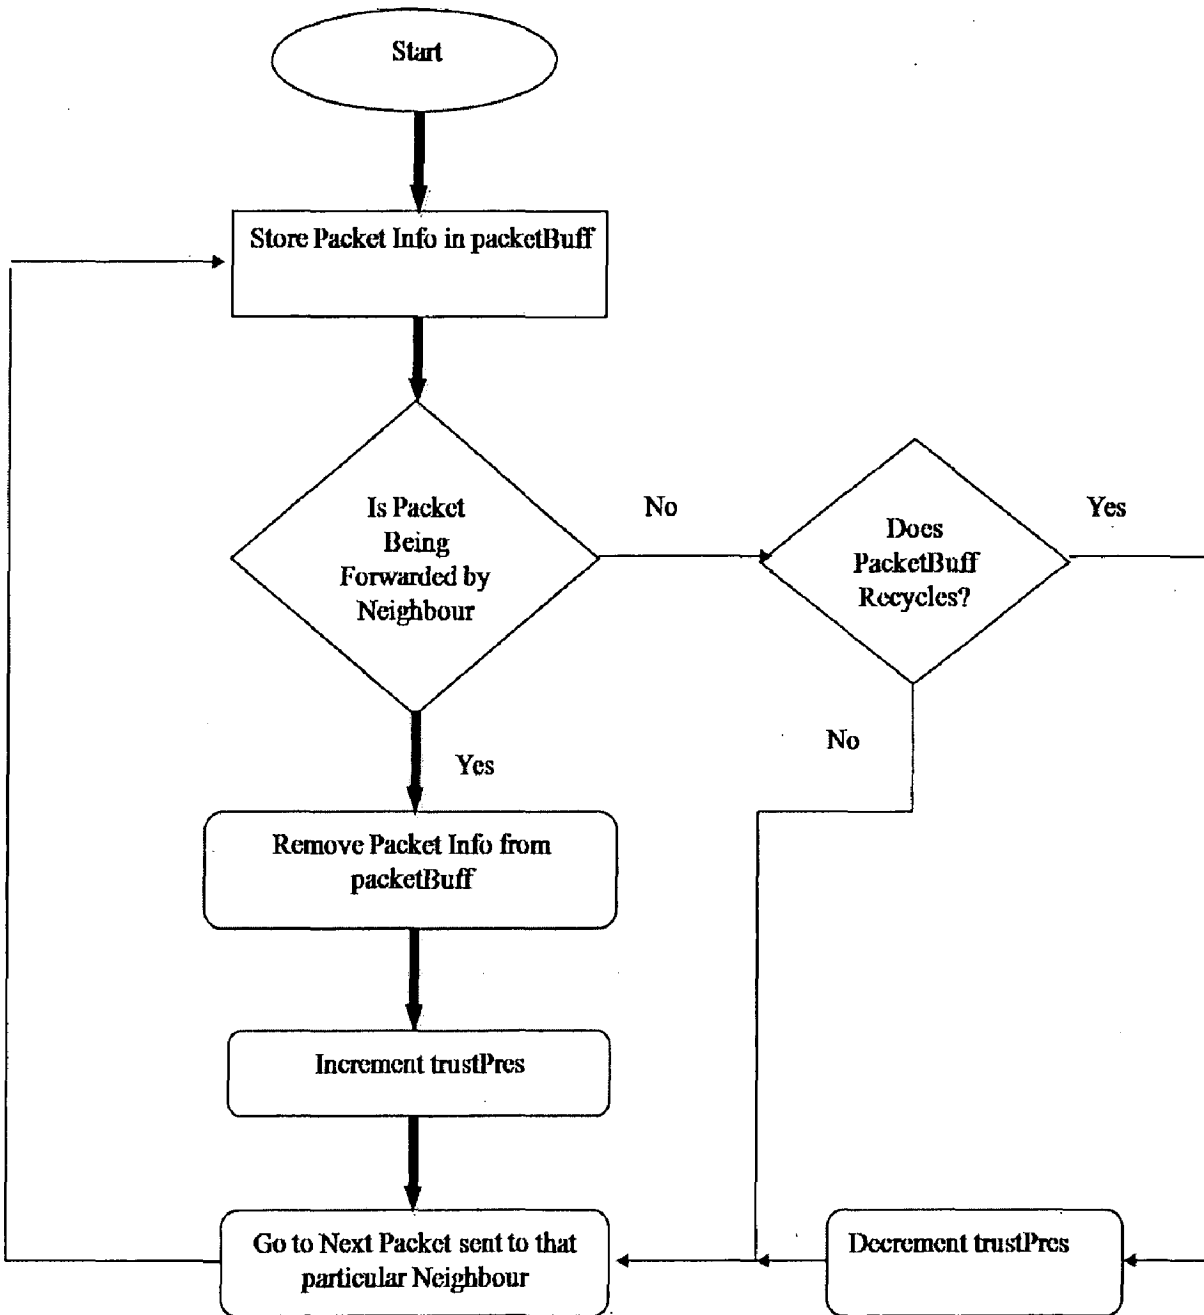 Start
Store Packet Info in packetBuff
Is Packet
Being
Forwarded by
Neighbour
No
Does
PacketBuff
Recycles?
Yes
No
Yes
Remove Packet Info from
packetBuff
Increment trustPres
Go to Next Packet sent to that
particular Neighbour
Decrement trustPres